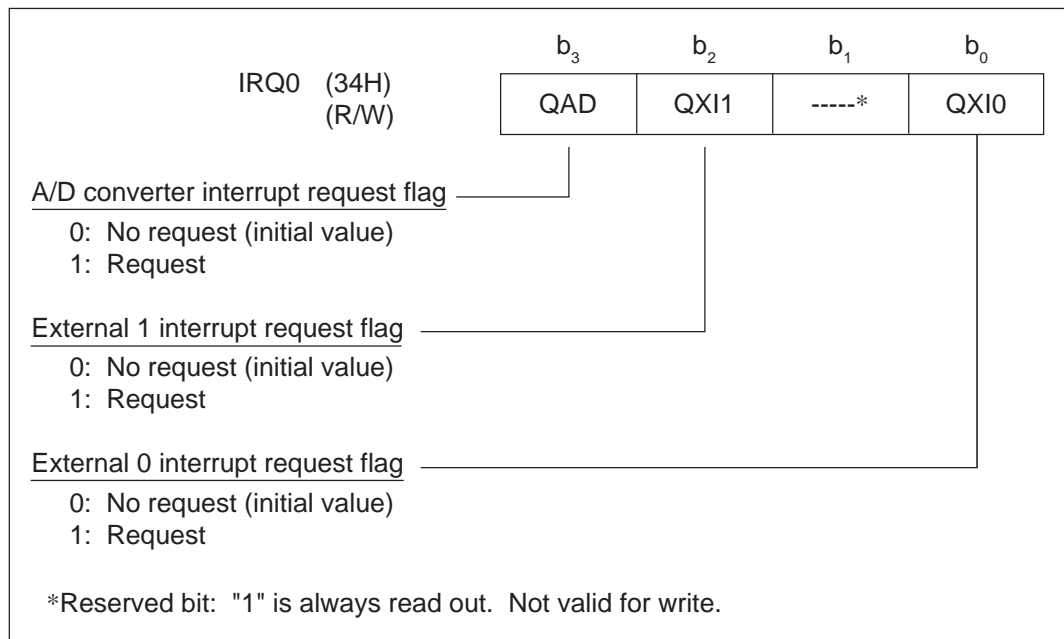 b3 b2 b1 b0
IRQ0 (34H)
(R/W)
QAD QXI1 -----* QXI0
A/D converter interrupt request flag
0: No request (initial value)
1: Request
External 1 interrupt request flag
0: No request (initial value)
1: Request
External 0 interrupt request flag
0: No request (initial value)
1: Request
*Reserved bit: "1" is always read out. Not valid for write.